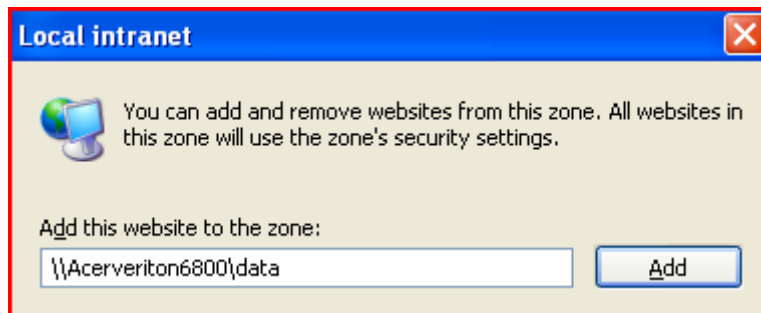 Local intranet
You can add and remove websites from this zone. All websites in
this zone will use the zone's security settings.
Add this website to the zone:
\\Acerveriton6800\data
Add